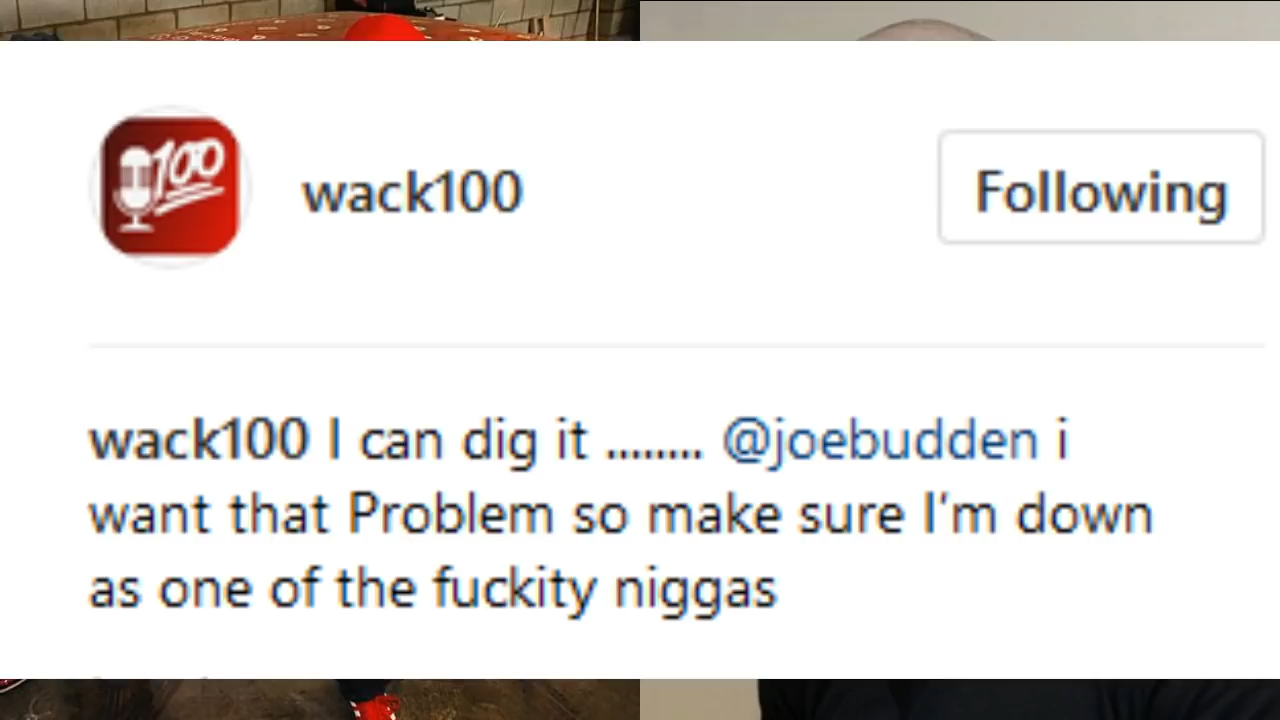 100
wack100
Following
wack100 I can dig it ........ @joebudden i
want that Problem so make sure I'm down
as one of the fuckity niggas